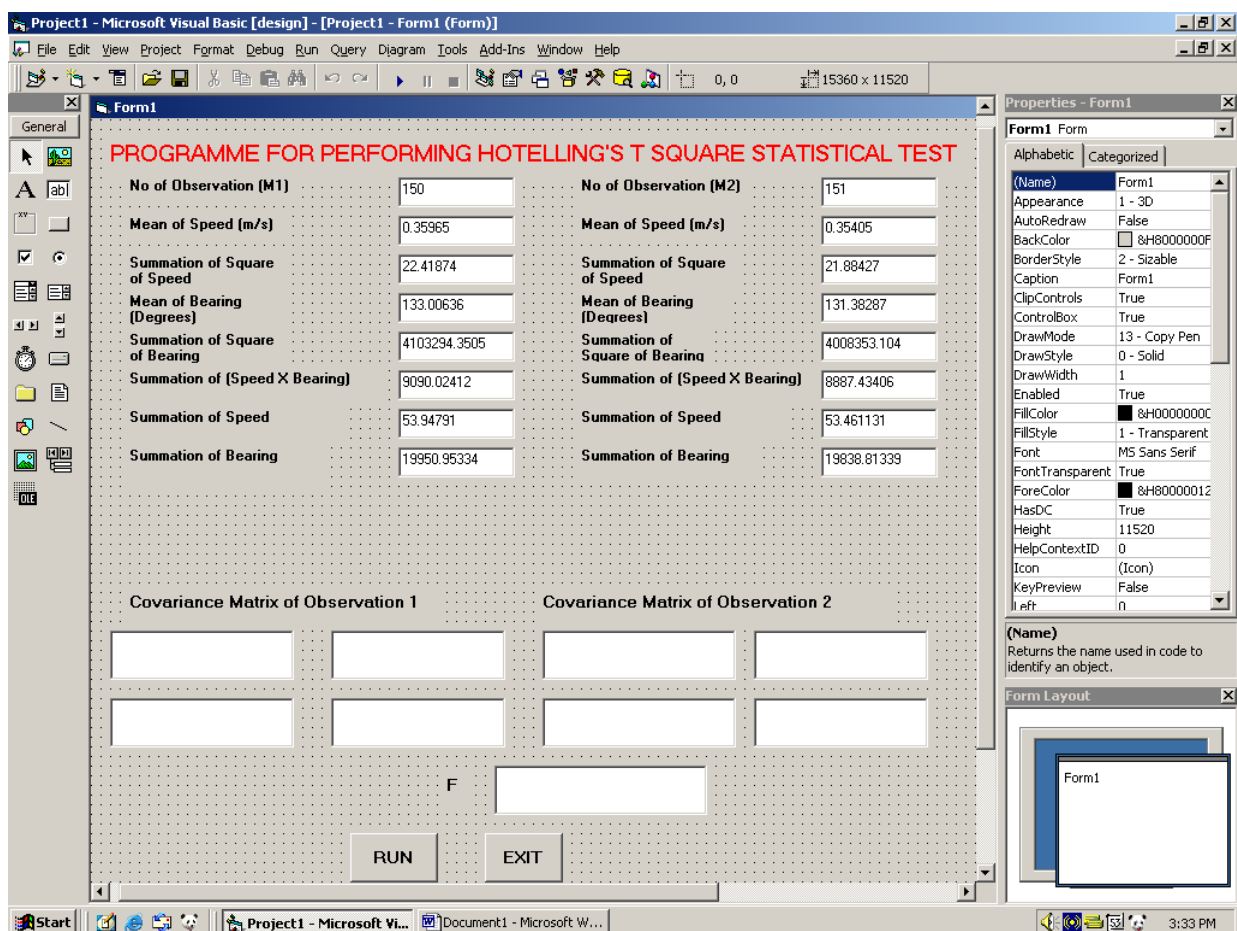 Project1 - Microsoft Visual Basic [design] - [Project1 - Form1 (Form)]
File Edit View Project Format Debug Run Query Diagram Tools Add-Ins Window Help
0, 0 15360 x 11520
General
A ab|
XV
OLE
Form1
PROGRAMME FOR PERFORMING HOTELLING'S T SQUARE STATISTICAL TEST
No of Observation (M1) 150 No of Observation (M2) 151
Mean of Speed (m/s) 0.35965 Mean of Speed (m/s) 0.35405
Summation of Square of Speed 22.41874 Summation of Square of Speed 21.88427
Mean of Bearing (Degrees) 133.00636 Mean of Bearing (Degrees) 131.38287
Summation of Square of Bearing 4103294.3505 Summation of Square of Bearing 4008353.104
Summation of (Speed X Bearing) 9090.02412 Summation of (Speed X Bearing) 8887.43406
Summation of Speed 53.94791 Summation of Speed 53.461131
Summation of Bearing 19950.95334 Summation of Bearing 19838.81339
Covariance Matrix of Observation 1 Covariance Matrix of Observation 2
F
RUN EXIT
Properties - Form1
Form1 Form
Alphabetic Categorized
(Name) Form1
Appearance 1 - 3D
AutoRedraw False
BackColor &H8000000F
BorderStyle 2 - Sizable
Caption Form1
ClipControls True
ControlBox True
DrawMode 13 - Copy Pen
DrawStyle 0 - Solid
DrawWidth 1
Enabled True
FillColor &H00000000
FillStyle 1 - Transparent
Font MS Sans Serif
FontTransparent True
ForeColor &H80000012
HasDC True
Height 11520
HelpContextID 0
Icon (Icon)
KeyPreview False
Left 0
(Name)
Returns the name used in code to
identify an object.
Form Layout
Form1
Start Project1 - Microsoft Vi... Document1 - Microsoft W... 3:33 PM